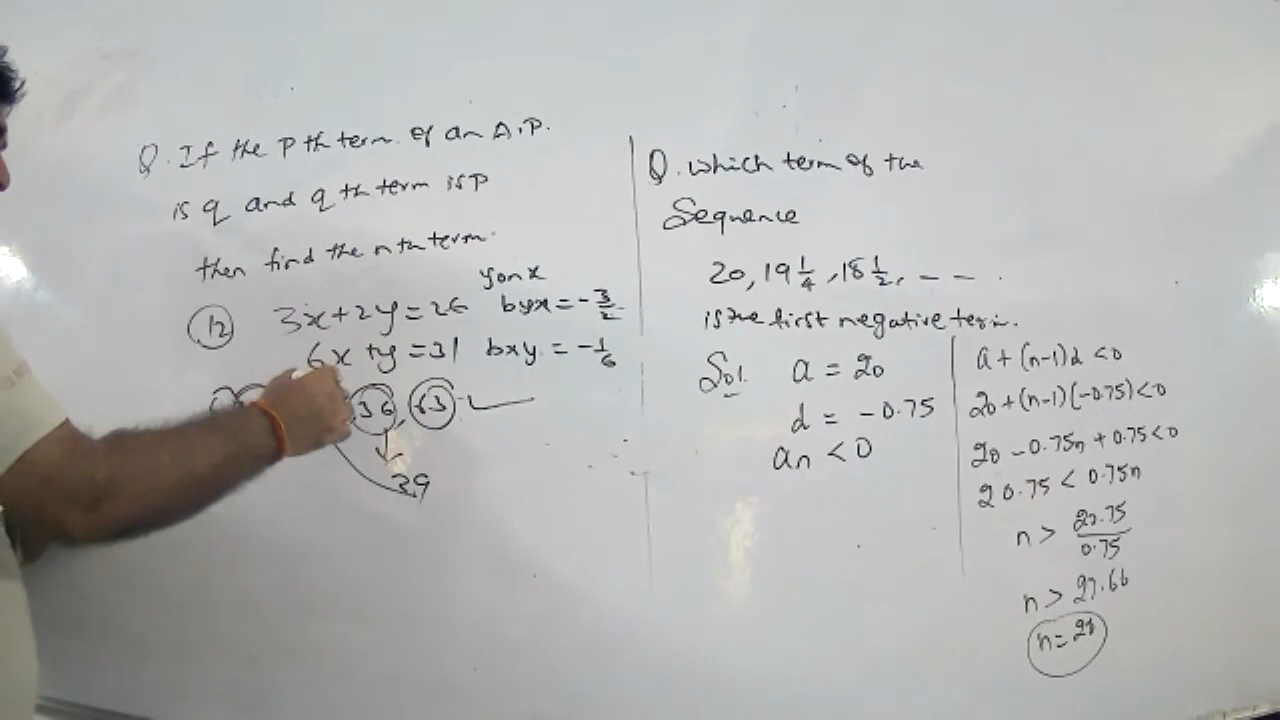 Q. If the P th term of an A.P.
is q and q th term is P
then find the nth term.
(12) 3x+2y=26 byx = -3/2
y on x
6x+y=31 bxy = -1/6
36, 63
39
Q. Which term of the
Sequence
20, 19 1/4, 18 1/2, - - .
is the first negative term.
Sol. a = 20
d = -0.75
an < 0
a+(n-1)d <0
20+(n-1)(-0.75)<0
20-0.75n+0.75<0
20.75 < 0.75n
n > 20.75/0.75
n > 27.66
n=28